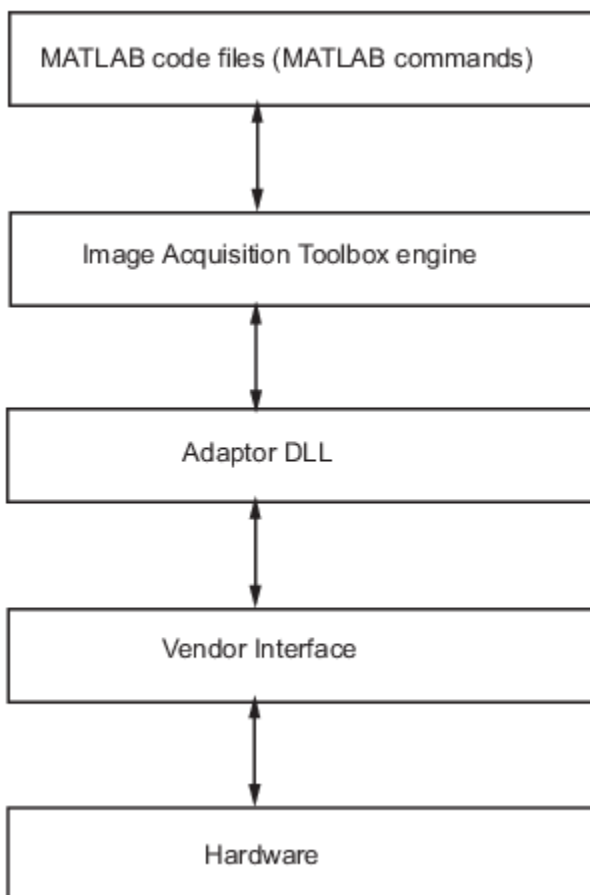 MATLAB code files (MATLAB commands)
Image Acquisition Toolbox engine
Adaptor DLL
Vendor Interface
Hardware